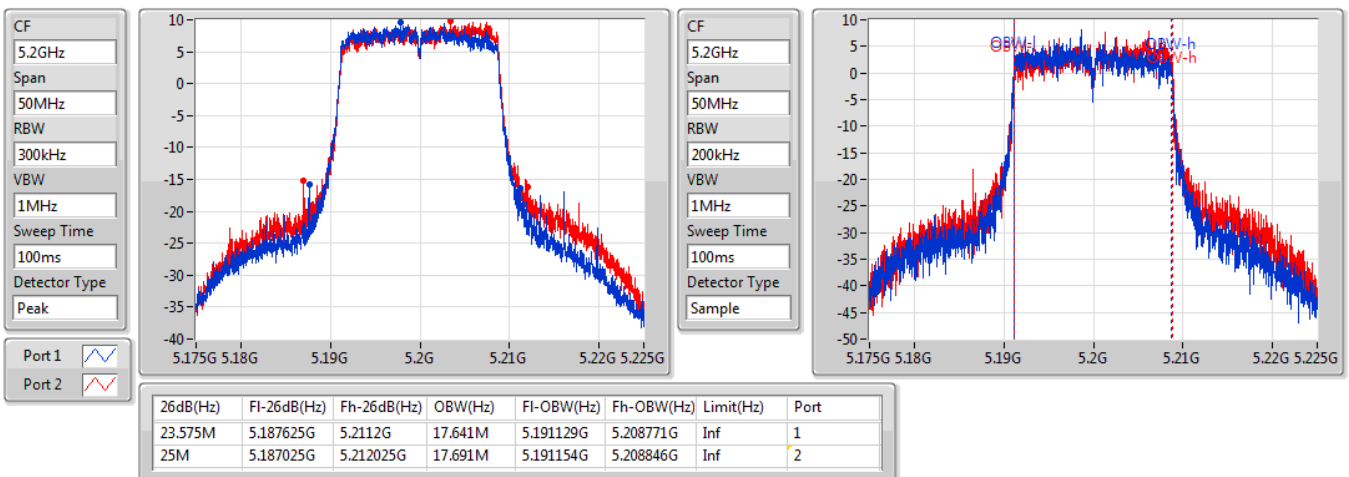 CF
5.2GHz
Span
50MHz
RBW
300kHz
VBW
1MHz
Sweep Time
100ms
Detector Type
Peak
Port 1
Port 2
10
5
0
-5
-10
-15
-20
-25
-30
-35
-40
5.175G 5.18G 5.19G 5.2G 5.21G 5.22G 5.225G
CF
5.2GHz
Span
50MHz
RBW
200kHz
VBW
1MHz
Sweep Time
100ms
Detector Type
Sample
10
5
0
-5
-10
-15
-20
-25
-30
-35
-40
-45
-50
OBW-l
OBW-h
OBW-h
5.175G 5.18G 5.19G 5.2G 5.21G 5.22G 5.225G
26dB(Hz) Fl-26dB(Hz) Fh-26dB(Hz) OBW(Hz) Fl-OBW(Hz) Fh-OBW(Hz) Limit(Hz) Port
23.575M 5.187625G 5.2112G 17.641M 5.191129G 5.208771G Inf 1
25M 5.187025G 5.212025G 17.691M 5.191154G 5.208846G Inf 2